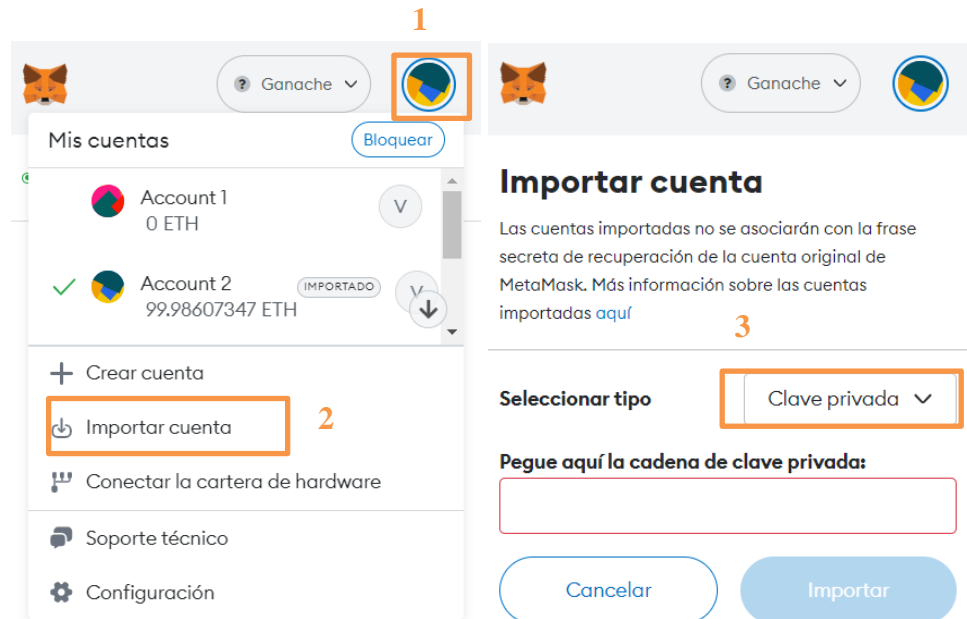 1
Ganache
Mis cuentas
Bloquear
Account 1
0 ETH
V
Account 2
IMPORTADO
V
99.98607347 ETH
Crear cuenta
Importar cuenta
2
Conectar la cartera de hardware
Soporte técnico
Configuración
? Ganache
Importar cuenta
Las cuentas importadas no se asociarán con la frase
secreta de recuperación de la cuenta original de
MetaMask. Más información sobre las cuentas
importadas aquí
3
Seleccionar tipo
Clave privada
Pegue aquí la cadena de clave privada:
Cancelar
Importar